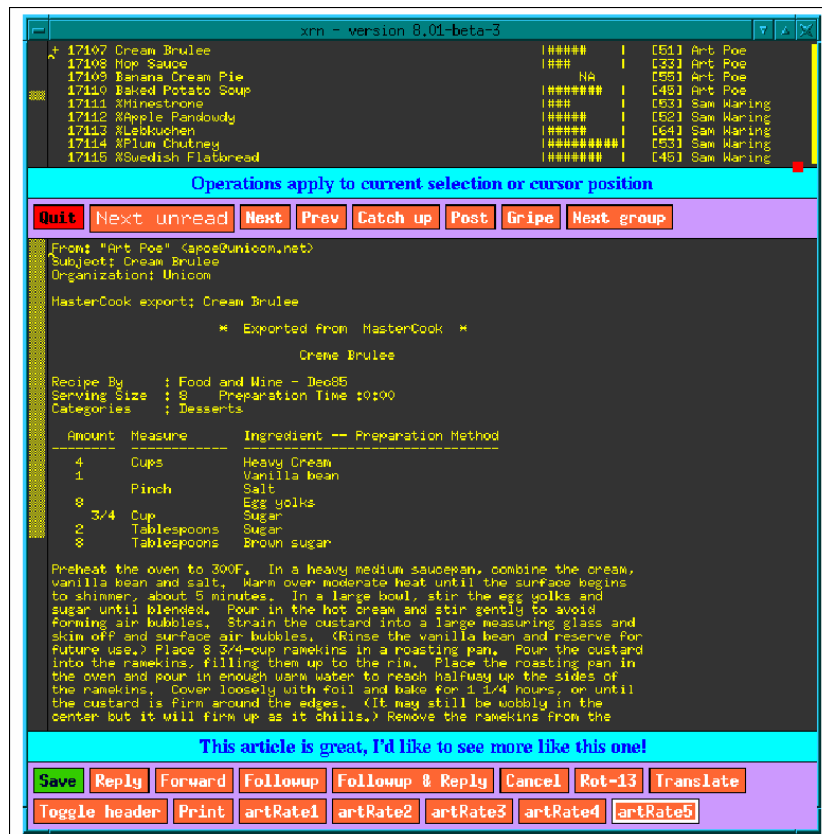 xrn - version 8.01-beta-3
+ 17107 Cream Brulee |##### | [51] Art Poe
17108 Mop Sauce |### | [33] Art Poe
17109 Banana Cream Pie NA [55] Art Poe
17110 Baked Potato Soup |####### | [45] Art Poe
17111 %Minestrone |### | [53] Sam Waring
17112 %Apple Pandowdy |##### | [52] Sam Waring
17113 %Lebkuchen |##### | [64] Sam Waring
17114 %Plum Chutney |#########| [53] Sam Waring
17115 %Swedish Flatbread |####### | [45] Sam Waring
Operations apply to current selection or cursor position
Quit Next unread Next Prev Catch up Post Gripe Next group
From: "Art Poe" <apoe@unicom.net>
Subject: Cream Brulee
Organization: Unicom
MasterCook export: Cream Brulee
* Exported from MasterCook *
Creme Brulee
Recipe By : Food and Wine - Dec85
Serving Size : 8 Preparation Time :0:00
Categories : Desserts
Amount Measure Ingredient -- Preparation Method
-------- ------------ --------------------------------
4 Cups Heavy Cream
1 Vanilla bean
Pinch Salt
8 Egg yolks
3/4 Cup Sugar
2 Tablespoons Sugar
8 Tablespoons Brown sugar
Preheat the oven to 300F. In a heavy medium saucepan, combine the cream,
vanilla bean and salt. Warm over moderate heat until the surface begins
to shimmer, about 5 minutes. In a large bowl, stir the egg yolks and
sugar until blended. Pour in the hot cream and stir gently to avoid
forming air bubbles. Strain the custard into a large measuring glass and
skim off and surface air bubbles. (Rinse the vanilla bean and reserve for
future use.) Place 8 3/4-cup ramekins in a roasting pan. Pour the custard
into the ramekins, filling them up to the rim. Place the roasting pan in
the oven and pour in enough warm water to reach halfway up the sides of
the ramekins. Cover loosely with foil and bake for 1 1/4 hours, or until
the custard is firm around the edges. (It may still be wobbly in the
center but it will firm up as it chills.) Remove the ramekins from the
This article is great, I'd like to see more like this one!
Save Reply Forward Followup Followup & Reply Cancel Rot-13 Translate
Toggle header Print artRate1 artRate2 artRate3 artRate4 artRate5